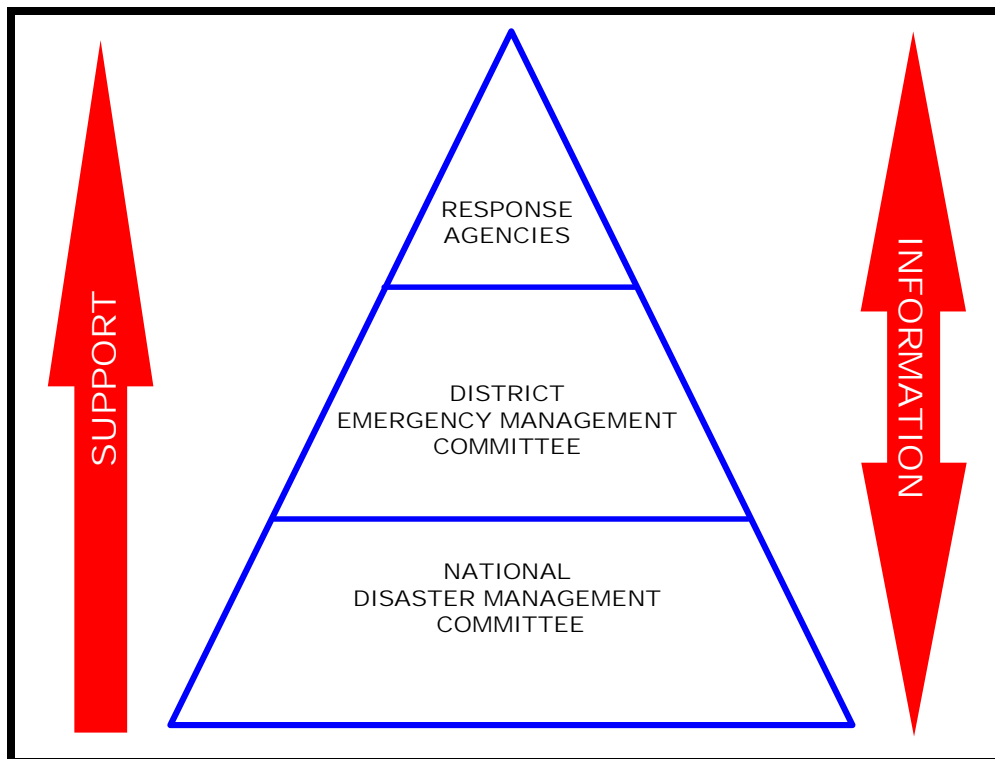 SUPPORT
RESPONSE
AGENCIES
DISTRICT
EMERGENCY MANAGEMENT
COMMITTEE
NATIONAL
DISASTER MANAGEMENT
COMMITTEE
INFORMATION